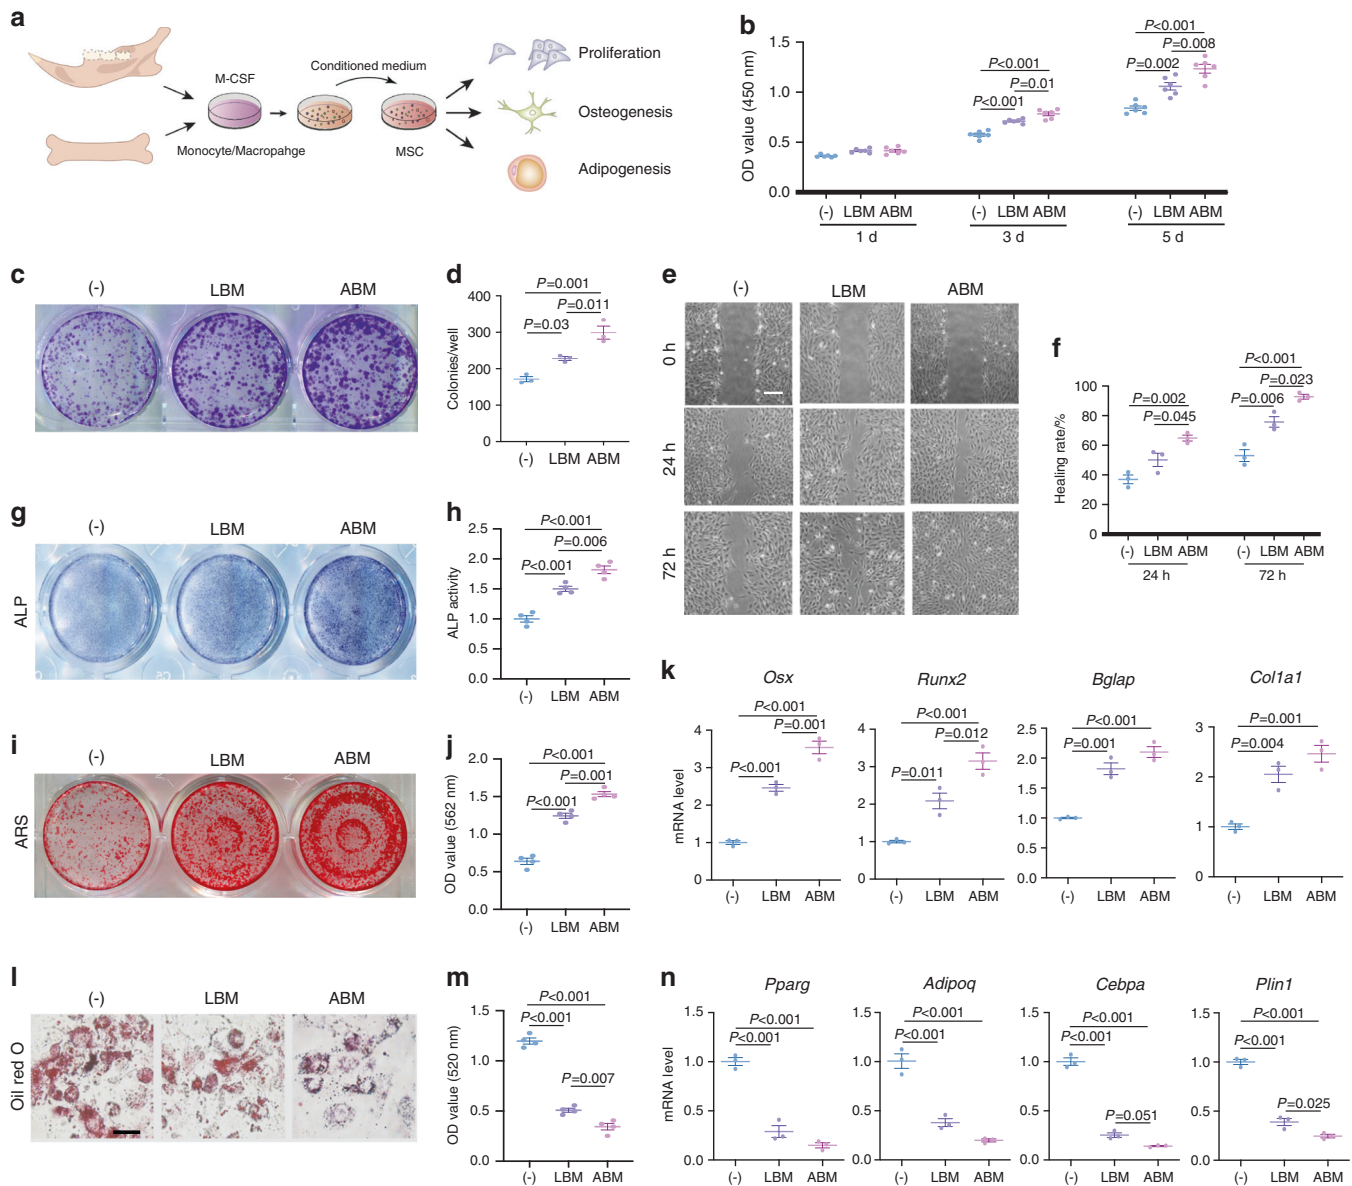 a
M-CSF
Conditioned medium
Monocyte/Macropahge
MSC
Proliferation
Osteogenesis
Adipogenesis
b
OD value (450 nm)
1.5
1.0
0.5
0.0
P<0.001
P=0.01
P<0.001
P<0.001
P=0.008
P=0.002
(-) LBM ABM (-) LBM ABM (-) LBM ABM
1 d 3 d 5 d
c
(-) LBM ABM
d
Colonies/well
400
300
200
100
0
P=0.001
P=0.011
P=0.03
(-) LBM ABM
e
(-) LBM ABM
0 h
24 h
72 h
f
Healing rate/%
100
80
60
40
20
0
P=0.002
P=0.045
P<0.001
P=0.023
P=0.006
(-) LBM ABM (-) LBM ABM
24 h 72 h
g
(-) LBM ABM
ALP
h
ALP activity
2.5
2.0
1.5
1.0
0.5
0.0
P<0.001
P=0.006
P<0.001
(-) LBM ABM
i
(-) LBM ABM
ARS
j
OD value (562 nm)
2.0
1.5
1.0
0.5
0.0
P<0.001
P=0.001
P<0.001
(-) LBM ABM
k
mRNA level
Osx
4
3
2
1
0
P<0.001
P=0.001
P<0.001
(-) LBM ABM
Runx2
4
3
2
1
0
P<0.001
P=0.012
P=0.011
(-) LBM ABM
Bglap
2.5
2.0
1.5
1.0
0.5
0.0
P<0.001
P=0.001
(-) LBM ABM
Col1a1
3
2
1
0
P=0.001
P=0.004
(-) LBM ABM
l
(-) LBM ABM
Oil red O
m
OD value (520 nm)
1.5
1.0
0.5
0.0
P<0.001
P<0.001
P=0.007
(-) LBM ABM
n
mRNA level
Pparg
1.5
1.0
0.5
0.0
P<0.001
P<0.001
(-) LBM ABM
Adipoq
1.5
1.0
0.5
0.0
P<0.001
P<0.001
(-) LBM ABM
Cebpa
1.5
1.0
0.5
0.0
P<0.001
P<0.001
P=0.051
(-) LBM ABM
Plin1
1.5
1.0
0.5
0.0
P<0.001
P<0.001
P=0.025
(-) LBM ABM